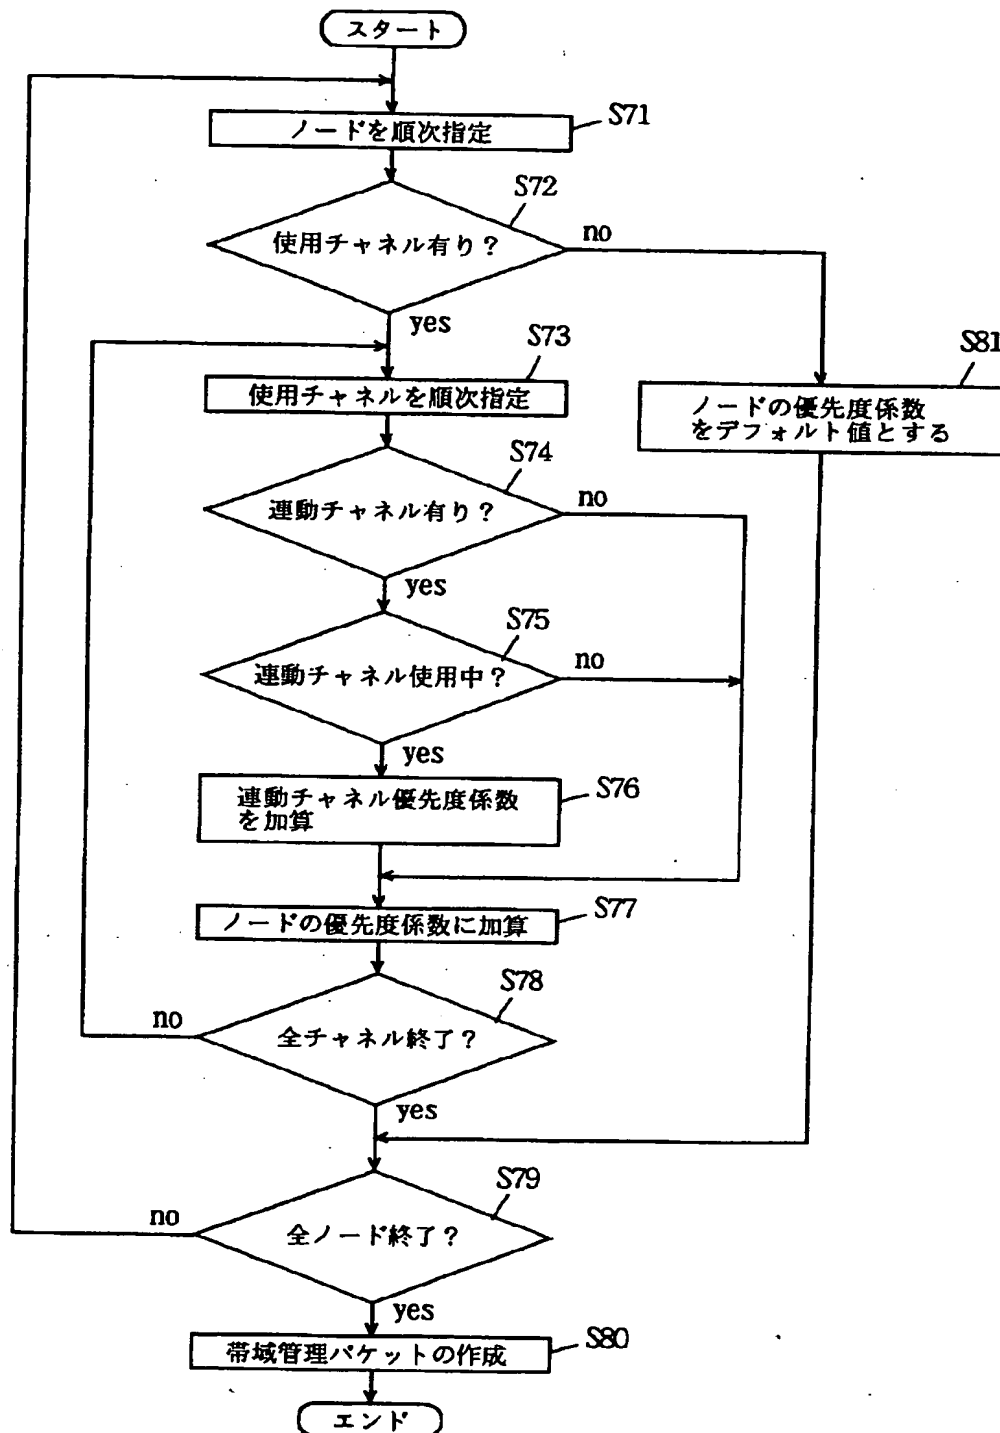 スタート
S71
ノードを順次指定
S72
使用チャネル有り？
no
yes
S73
使用チャネルを順次指定
S81
ノードの優先度係数
をデフォルト値とする
S74
連動チャネル有り？
no
yes
S75
連動チャネル使用中？
no
yes
S76
連動チャネル優先度係数
を加算
S77
ノードの優先度係数に加算
S78
全チャネル終了？
no
yes
S79
全ノード終了？
no
yes
S80
帯域管理パケットの作成
エンド